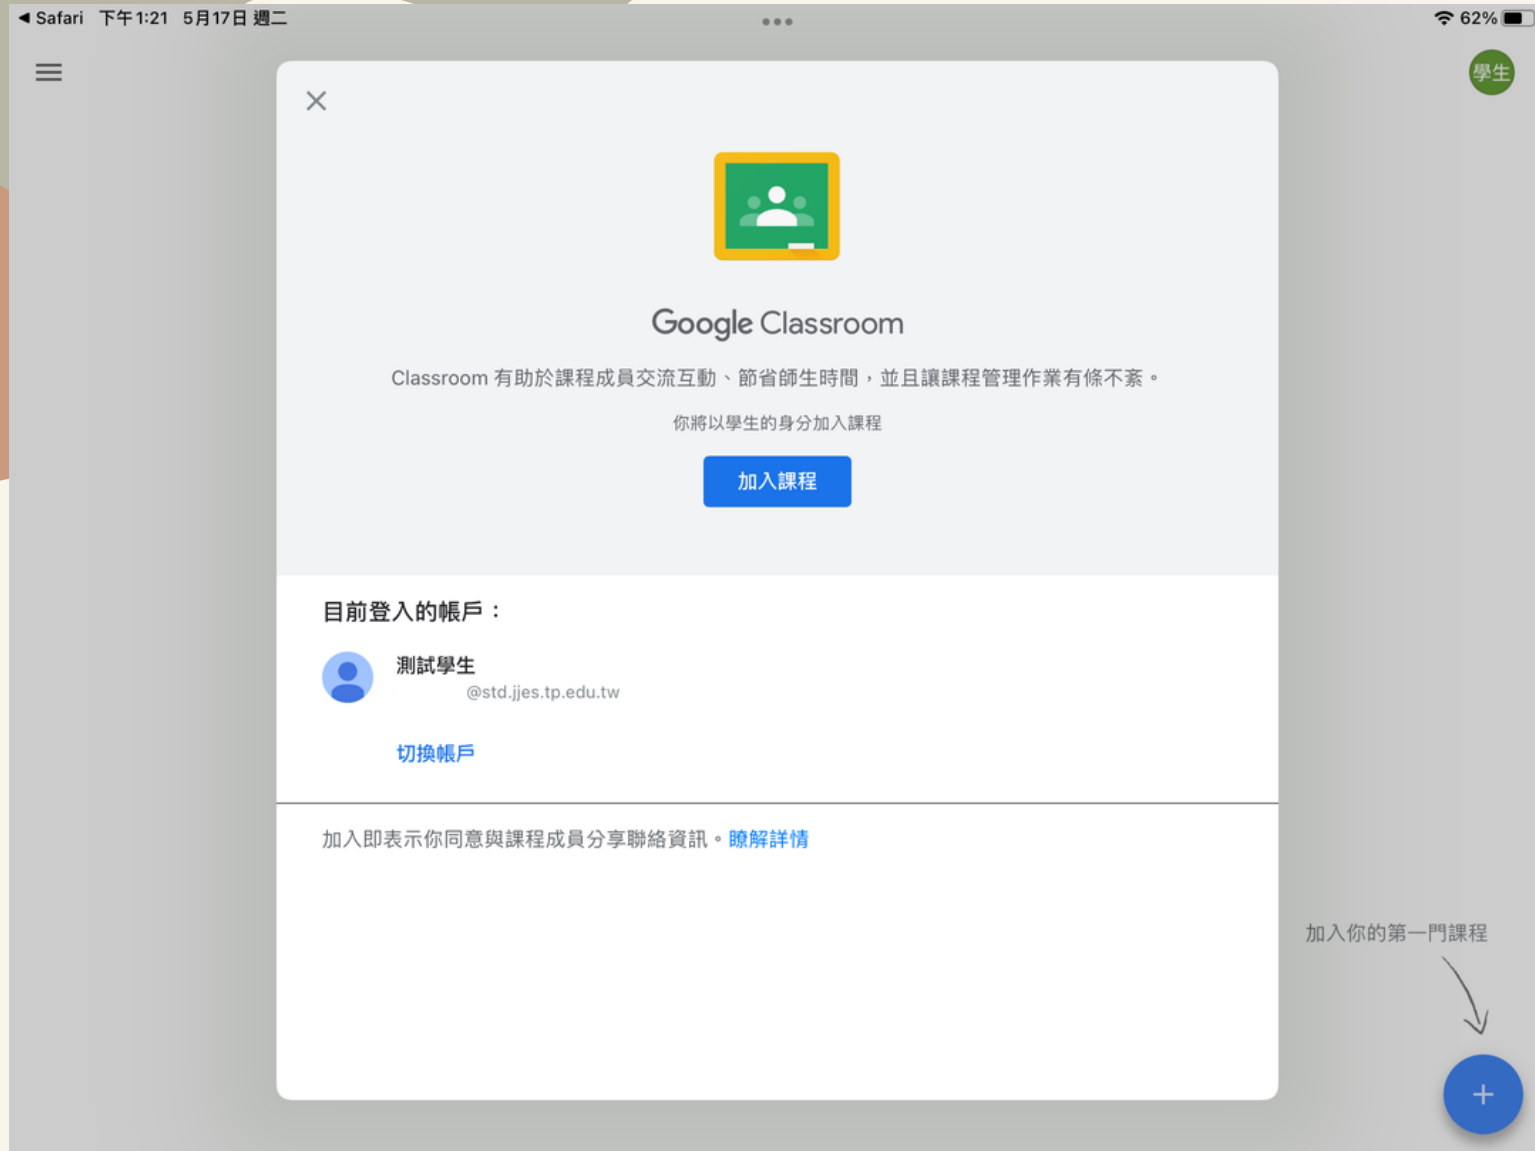 ◀ Safari 下午1:21 5月17日 週二
62%
學生
Google Classroom
Classroom 有助於課程成員交流互動、節省師生時間，並且讓課程管理作業有條不紊。
你將以學生的身分加入課程
加入課程
目前登入的帳戶：
測試學生
@std.jjes.tp.edu.tw
切換帳戶
加入即表示你同意與課程成員分享聯絡資訊。瞭解詳情
加入你的第一門課程